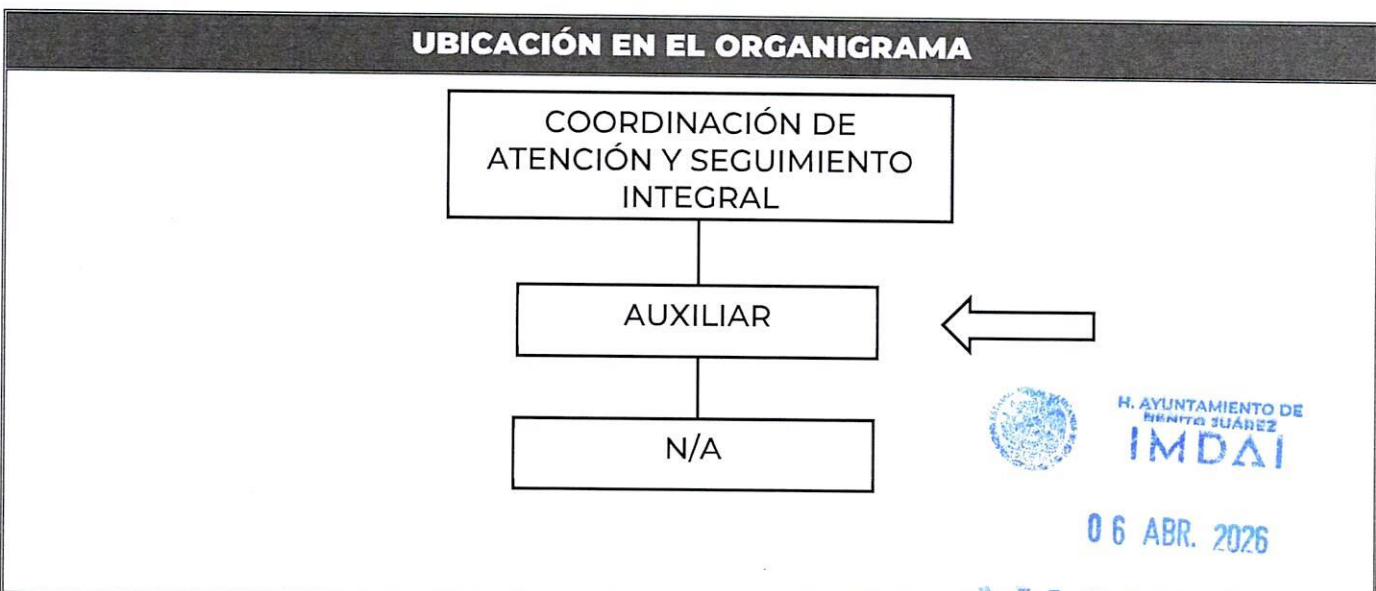 UBICACIÓN EN EL ORGANIGRAMA
COORDINACIÓN DE
ATENCIÓN Y SEGUIMIENTO
INTEGRAL
AUXILIAR
N/A
H. AYUNTAMIENTO DE
BENITO JUÁREZ
IMDAI
06 ABR. 2026